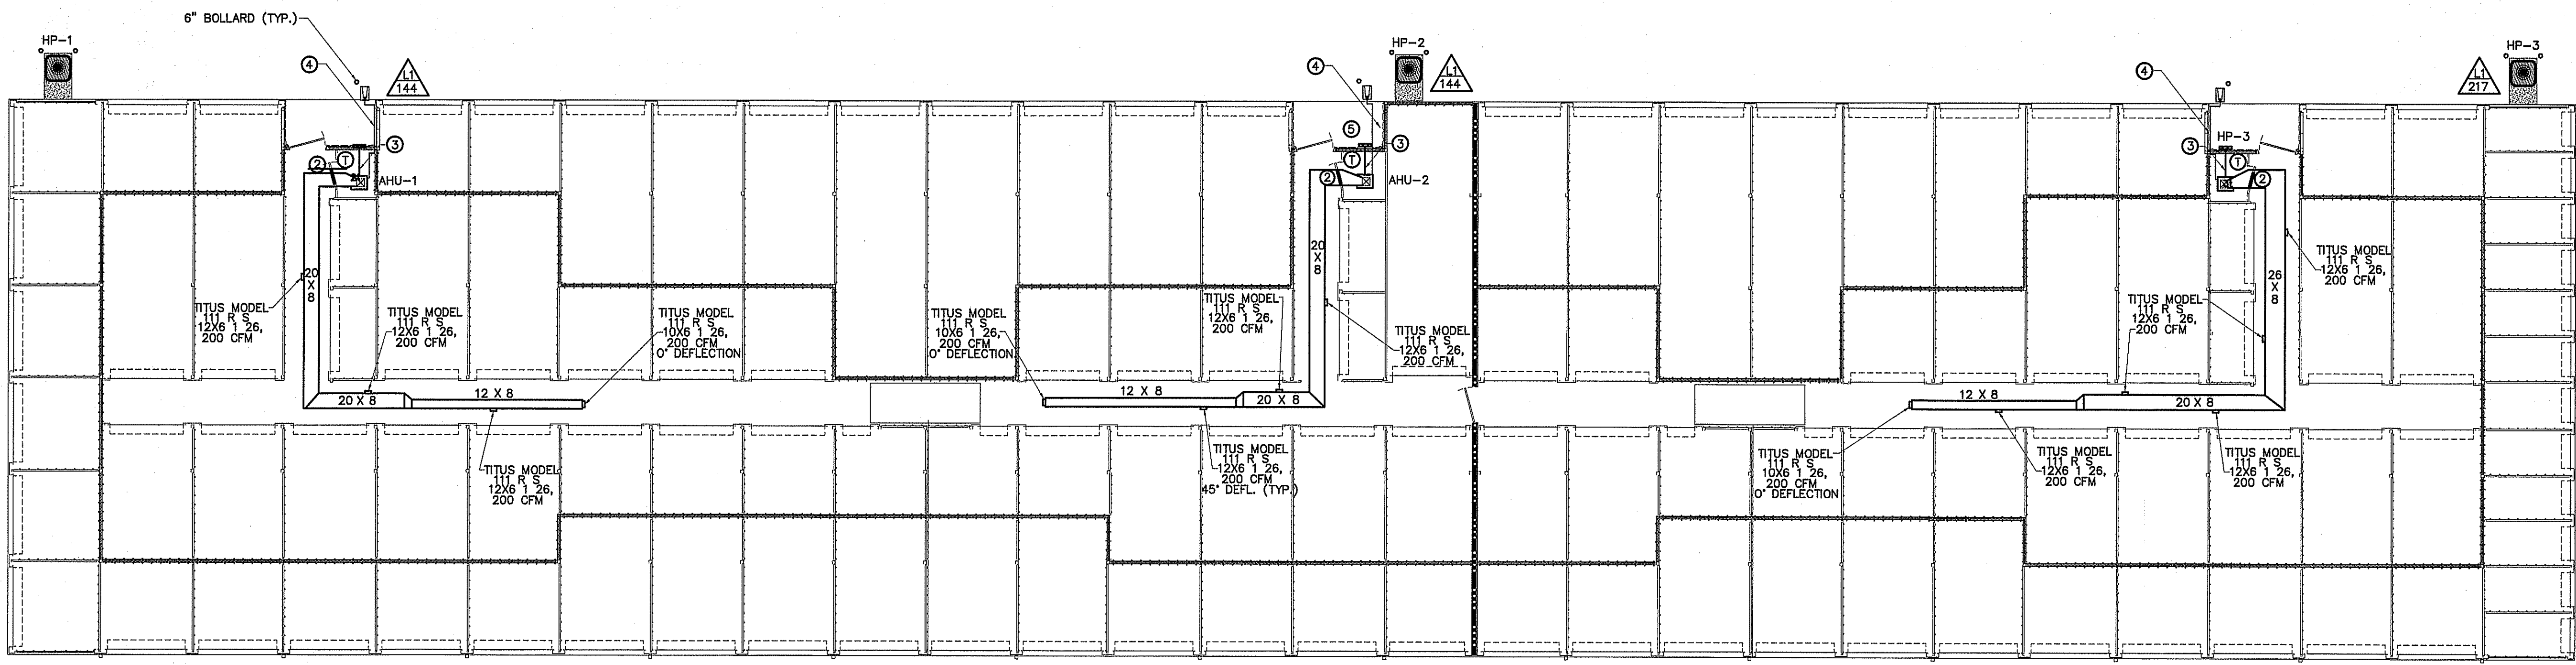 6" BOLLARD (TYP.)
HP-1
4
L1
144
HP-2
4
L1
144
4
HP-3
L1
217
3
2
T
AHU-1
5
3
T
2
AHU-2
HP-3
3
T
2
20
X
8
TITUS MODEL
111 R S
12X6 1 26,
200 CFM
TITUS MODEL
111 R S
12X6 1 26,
200 CFM
TITUS MODEL
111 R S
10X6 1 26,
200 CFM
0° DEFLECTION
TITUS MODEL
111 R S
10X6 1 26,
200 CFM
0° DEFLECTION
TITUS MODEL
111 R S
12X6 1 26,
200 CFM
20
X
8
TITUS MODEL
111 R S
12X6 1 26,
200 CFM
TITUS MODEL
111 R S
12X6 1 26,
200 CFM
26
X
8
TITUS MODEL
111 R S
12X6 1 26,
200 CFM
20 X 8
12 X 8
12 X 8
20 X 8
12 X 8
20 X 8
TITUS MODEL
111 R S
12X6 1 26,
200 CFM
TITUS MODEL
111 R S
12X6 1 26,
200 CFM
45° DEFL. (TYP.)
TITUS MODEL
111 R S
10X6 1 26,
200 CFM
0° DEFLECTION
TITUS MODEL
111 R S
12X6 1 26,
200 CFM
TITUS MODEL
111 R S
12X6 1 26,
200 CFM